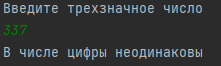 Введите трехзначное число
337
В числе цифры неодинаковы